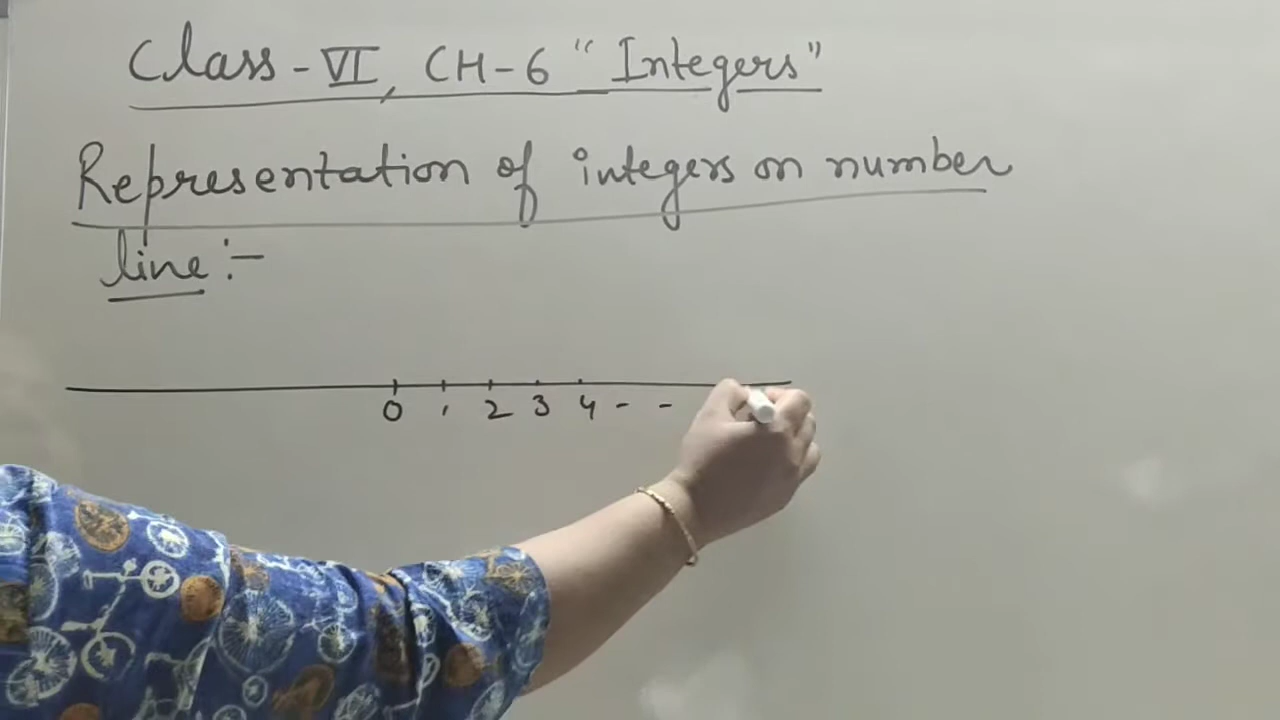 Class-VI, CH-6 "Integers"
Representation of integers on number
line:-
0 1 2 3 4 - -